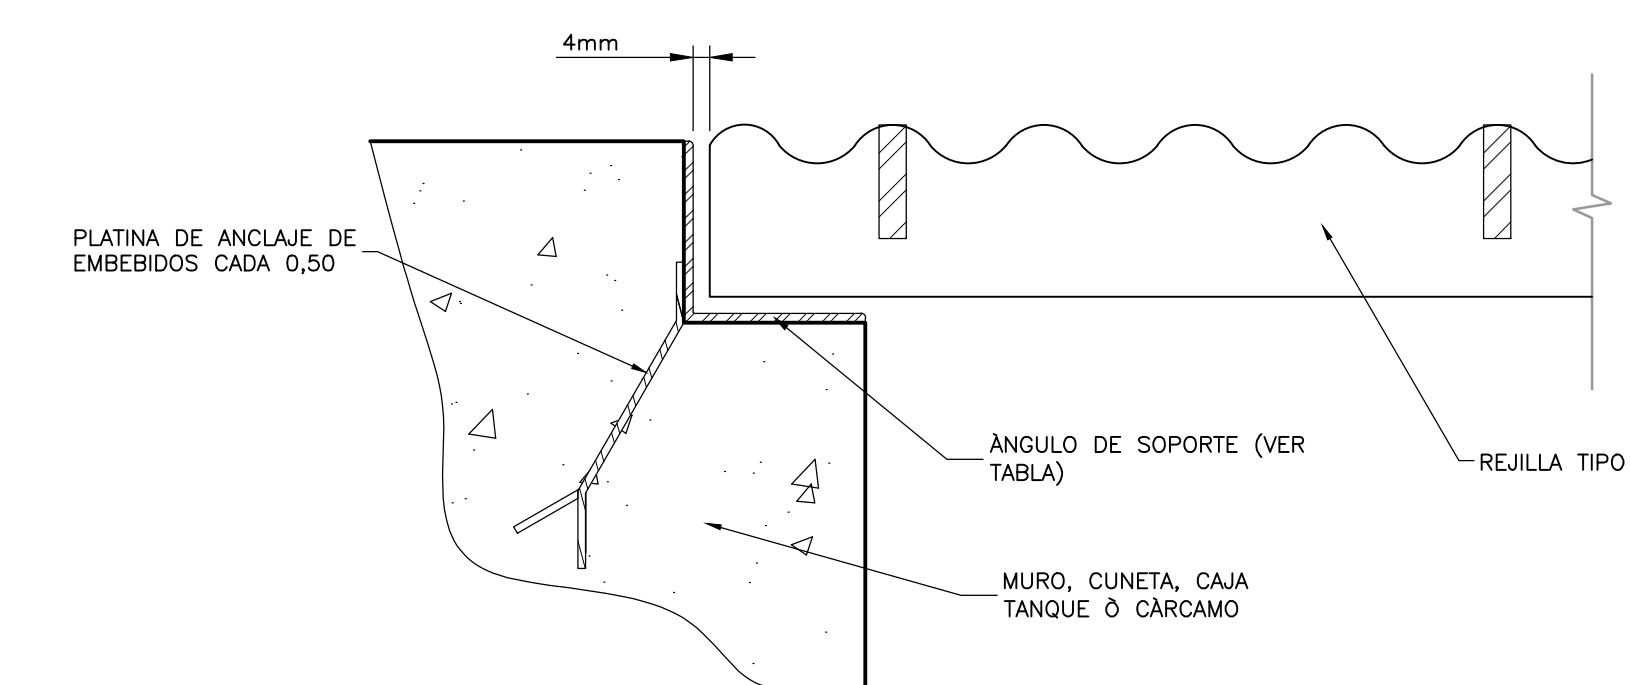 4mm
PLATINA DE ANCLAJE DE
EMBEBIDOS CADA 0,50
ÀNGULO DE SOPORTE (VER
TABLA)
REJILLA TIPO
MURO, CUNETA, CAJA
TANQUE Ò CÀRCAMO